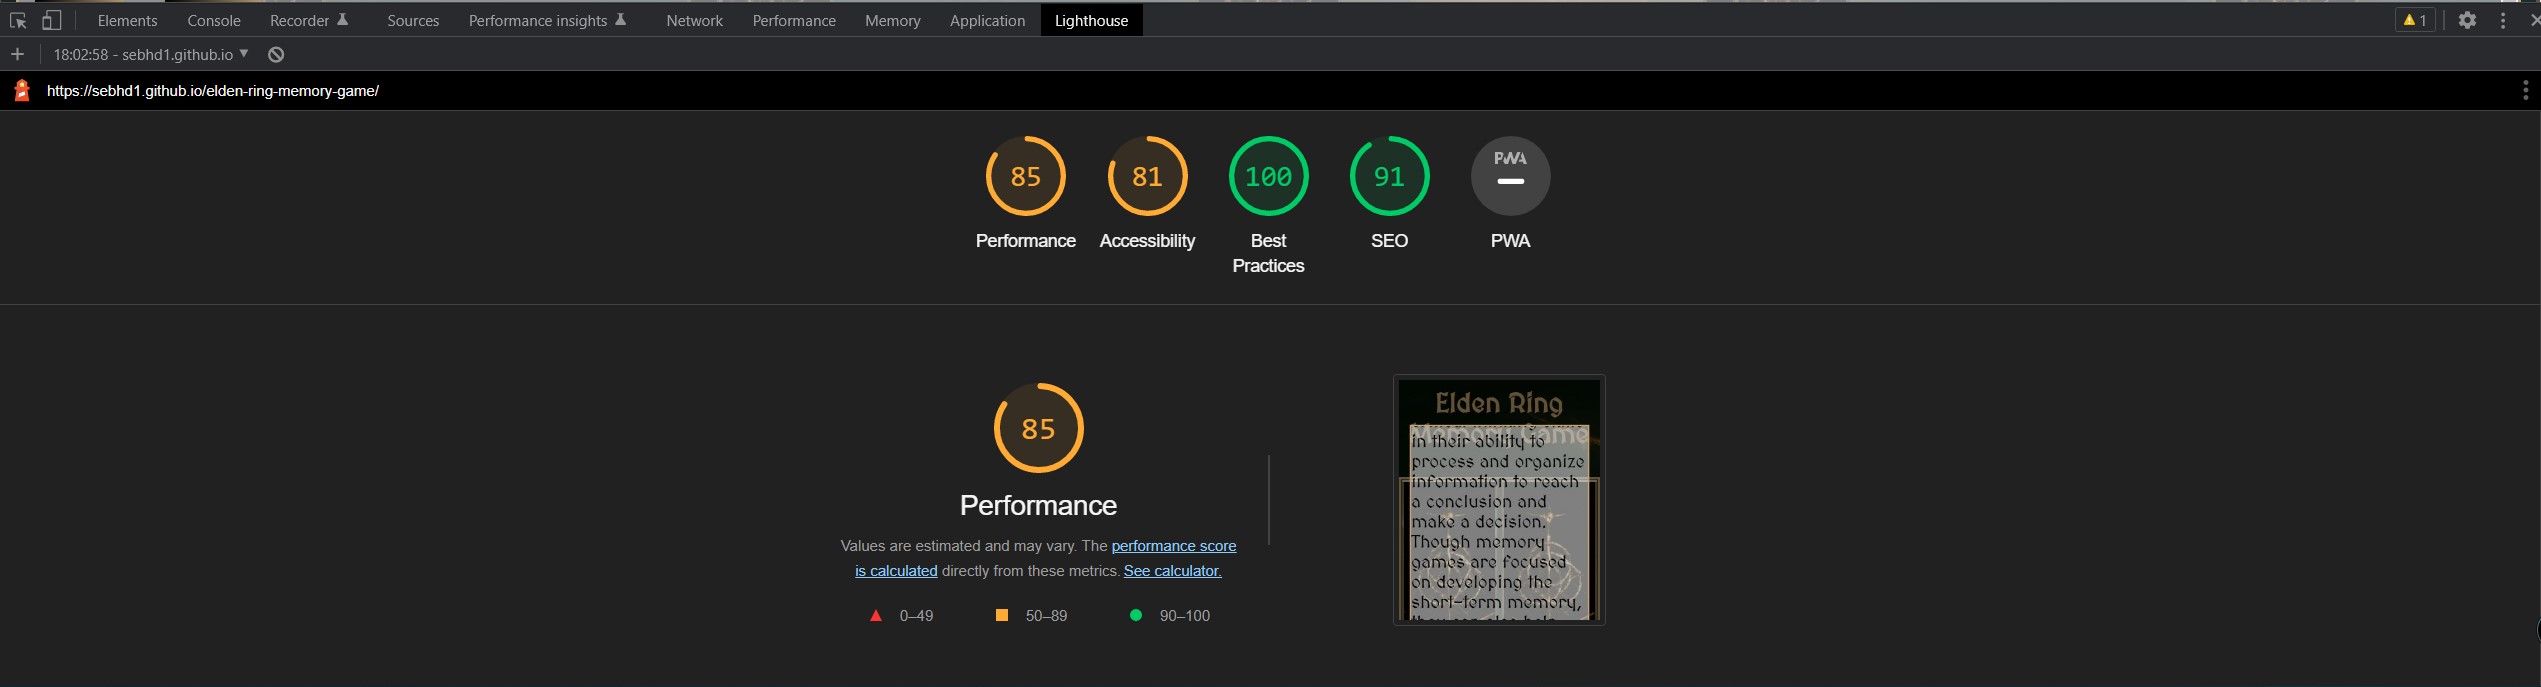 Elements Console Recorder Sources Performance insights Network Performance Memory Application Lighthouse 1
18:02:58 - sebhd1.github.io
https://sebhd1.github.io/elden-ring-memory-game/
85 81 100 91 PWA
Performance Accessibility Best Practices SEO PWA
85
Performance
Values are estimated and may vary. The performance score
is calculated directly from these metrics. See calculator.
0–49 50–89 90–100
Elden Ring
Memory Game
in their ability to
process and organize
information to reach
a conclusion and
make a decision.
Though memory
games are focused
on developing the
short-term memory,